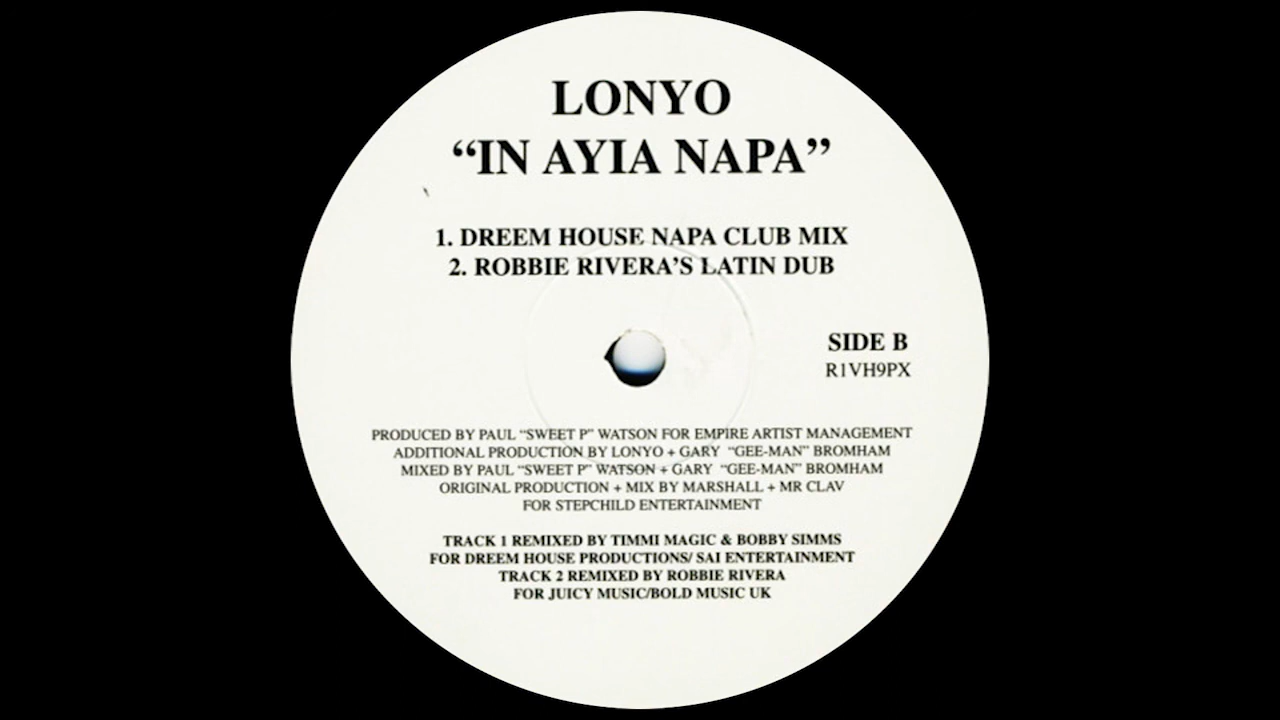 LONYO
“IN AYIA NAPA”
1. DREEM HOUSE NAPA CLUB MIX
2. ROBBIE RIVERA’S LATIN DUB
SIDE B
R1VH9PX
PRODUCED BY PAUL “SWEET P” WATSON FOR EMPIRE ARTIST MANAGEMENT
ADDITIONAL PRODUCTION BY LONYO + GARY “GEE-MAN” BROMHAM
MIXED BY PAUL “SWEET P” WATSON + GARY “GEE-MAN” BROMHAM
ORIGINAL PRODUCTION + MIX BY MARSHALL + MR CLAV
FOR STEPCHILD ENTERTAINMENT
TRACK 1 REMIXED BY TIMMI MAGIC & BOBBY SIMMS
FOR DREEM HOUSE PRODUCTIONS/ SAI ENTERTAINMENT
TRACK 2 REMIXED BY ROBBIE RIVERA
FOR JUICY MUSIC/BOLD MUSIC UK